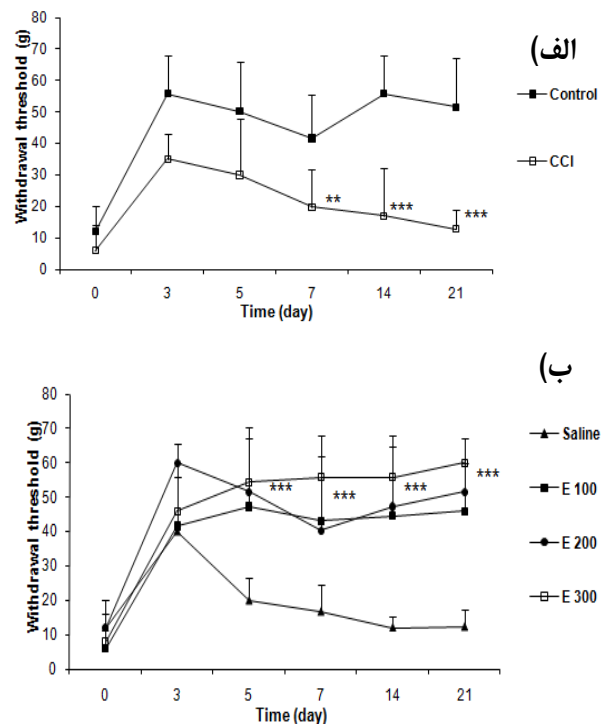 الف)
Withdrawal threshold (g)
80
70
60
50
40
30
20
10
0
**
***
***
0 3 5 7 14 21
Time (day)
Control
CCI
ب)
Withdrawal threshold (g)
80
70
60
50
40
30
20
10
0
***
***
***
***
0 3 5 7 14 21
Time (day)
Saline
E 100
E 200
E 300